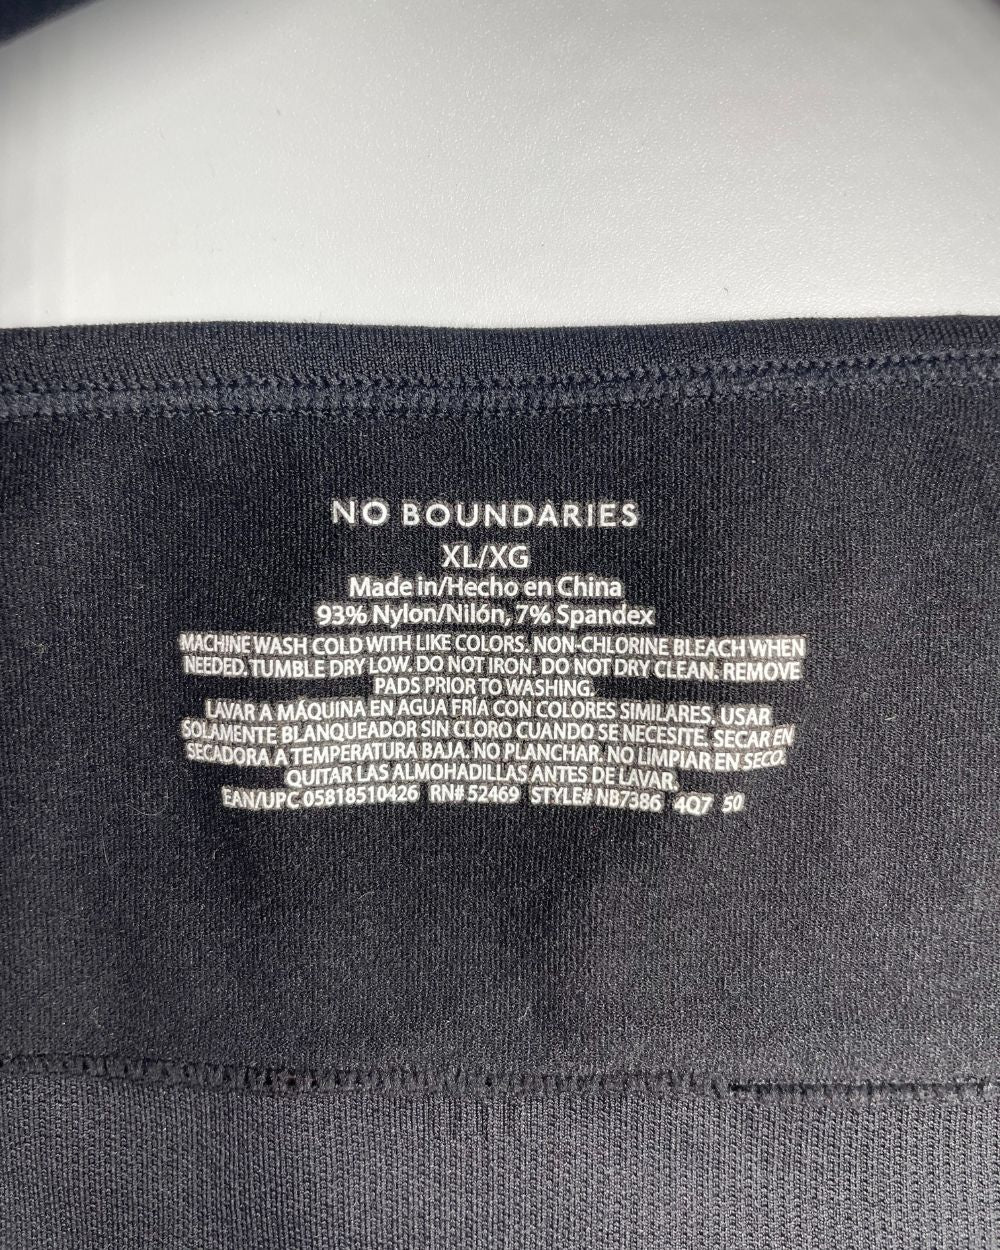 NO BOUNDARIES
XL/XG
Made in/Hecho en China
93% Nylon/Nilón, 7% Spandex
MACHINE WASH COLD WITH LIKE COLORS. NON-CHLORINE BLEACH WHEN
NEEDED. TUMBLE DRY LOW. DO NOT IRON. DO NOT DRY CLEAN. REMOVE
PADS PRIOR TO WASHING.
LAVAR A MÁQUINA EN AGUA FRÍA CON COLORES SIMILARES. USAR
SOLAMENTE BLANQUEADOR SIN CLORO CUANDO SE NECESITE. SECAR EN
SECADORA A TEMPERATURA BAJA. NO PLANCHAR. NO LIMPIAR EN SECO.
QUITAR LAS ALMOHADILLAS ANTES DE LAVAR.
EAN/UPC 05818510426 RN# 52469 STYLE# NB7386 4Q7 50